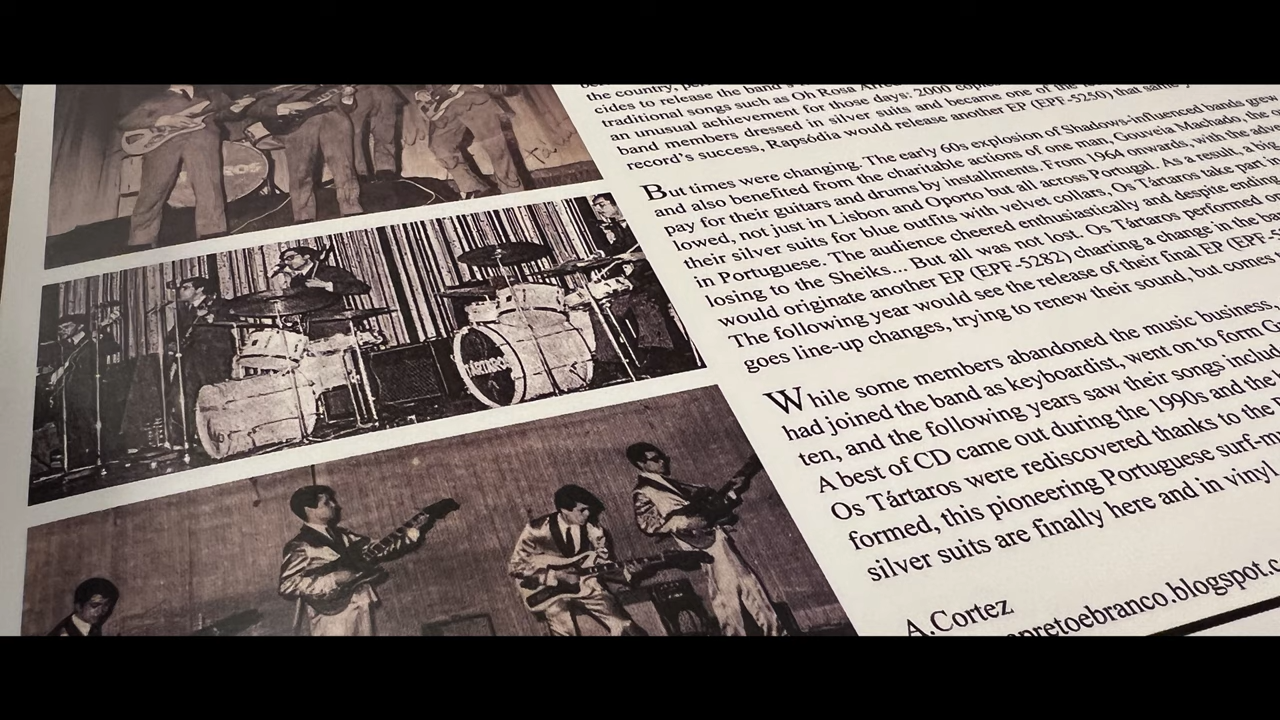 the country,
cides to release the band's
traditional songs such as Oh Rosa
an unusual achievement for those days: 2000
band members dressed in silver suits and became one of
record's success, Rapsódia would release another EP (EPF-5250) that
But times were changing. The early 60s explosion of Shadows-influenced bands grew
and also benefited from the charitable actions of one man, Gouveia Machado, the
pay for their guitars and drums by installments. From 1964 onwards, with the
lowed, not just in Lisbon and Oporto but all across Portugal. As a result, a big
their silver suits for blue outfits with velvet collars. Os Tártaros take part in
in Portuguese. The audience cheered enthusiastically and despite ending
losing to the Sheiks... But all was not lost. Os Tártaros performed
would originate another EP (EPF-5282) charting a change in the
The following year would see the release of their final EP (EPF-
goes line-up changes, trying to renew their sound, but comes
While some members abandoned the music business,
had joined the band as keyboardist, went on to form
ten, and the following years saw their songs
A best of CD came out during the 1990s and the
Os Tártaros were rediscovered thanks to the
formed, this pioneering Portuguese
silver suits are finally here and in vinyl
A.Cortez
pretoebranco.blogspot.
TÁRTAROS